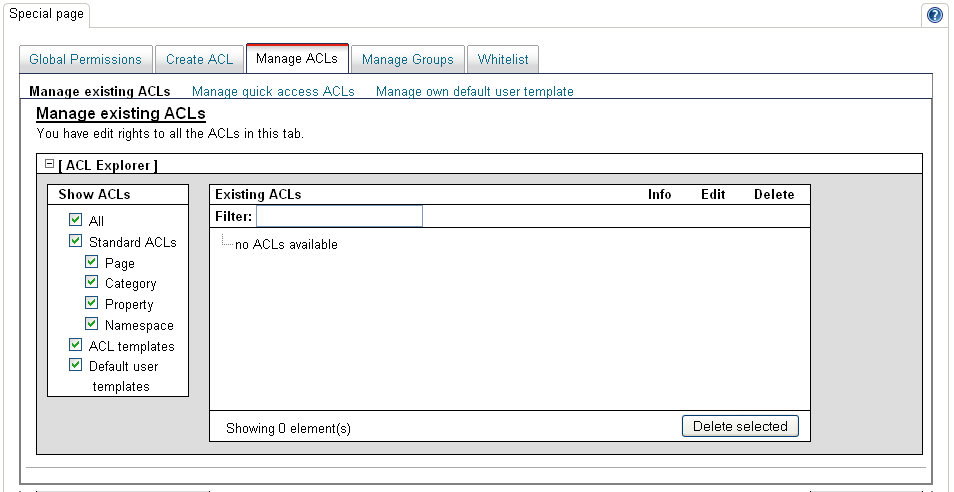 Special page
?
Global Permissions Create ACL Manage ACLs Manage Groups Whitelist
Manage existing ACLs Manage quick access ACLs Manage own default user template
Manage existing ACLs
You have edit rights to all the ACLs in this tab.
[ ACL Explorer ]
Show ACLs
All
Standard ACLs
Page
Category
Property
Namespace
ACL templates
Default user
templates
Existing ACLs Info Edit Delete
Filter:
no ACLs available
Showing 0 element(s) Delete selected